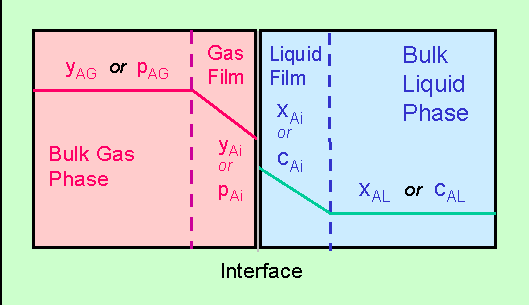 yAG or pAG
Gas
Film
Liquid
Film
Bulk
Liquid
Phase
xAi
or
cAi
Bulk Gas
Phase
yAi
or
pAi
xAL or cAL
Interface